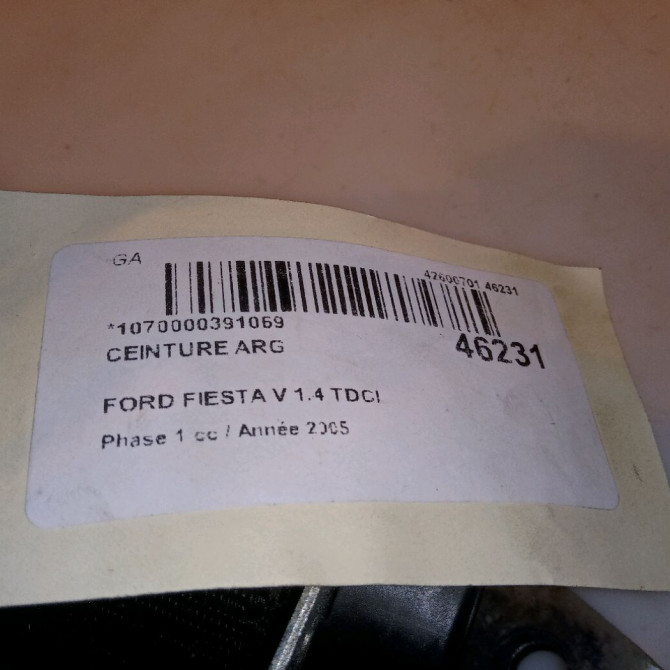 GA
42600701 46231
*1070000391069
CEINTURE ARG
46231
FORD FIESTA V 1.4 TDCI
Phase 1 cc / Année 2005